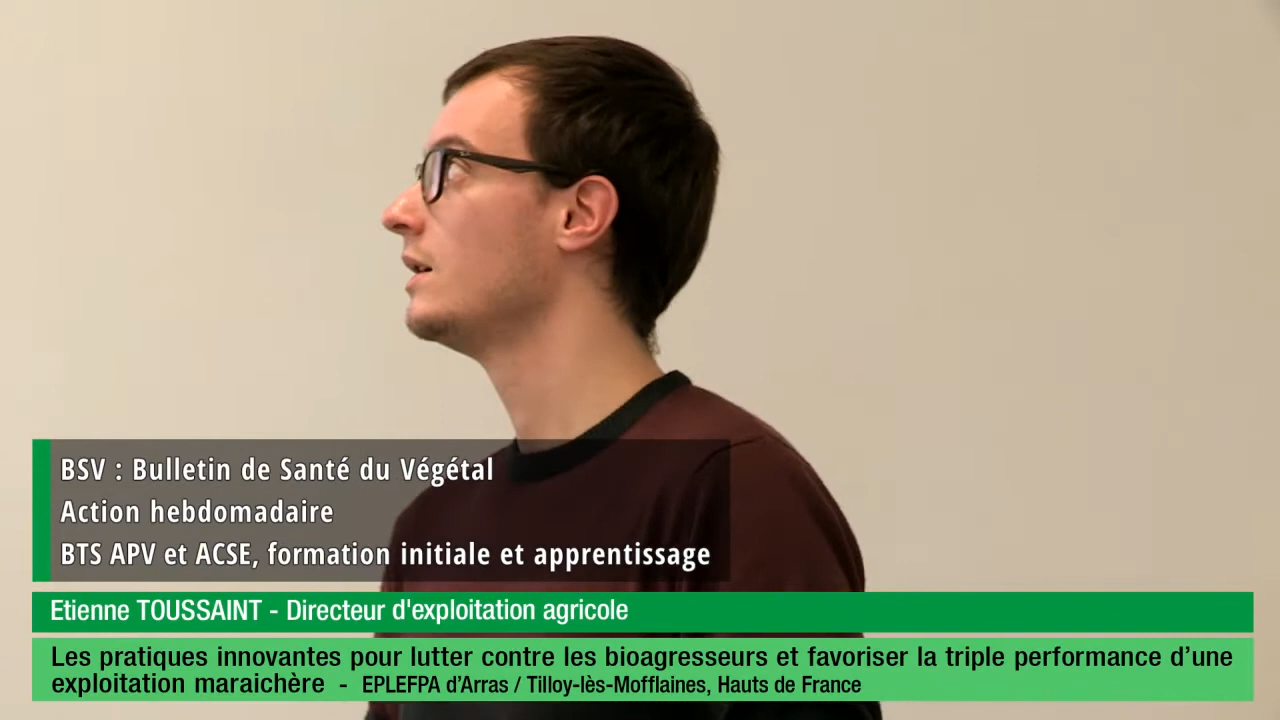 BSV : Bulletin de Santé du Végétal
Action hebdomadaire
BTS APV et ACSE, formation initiale et apprentissage
Etienne TOUSSAINT - Directeur d'exploitation agricole
Les pratiques innovantes pour lutter contre les bioagresseurs et favoriser la triple performance d’une
exploitation maraichère - EPLEFPA d’Arras / Tilloy-lès-Mofflaines, Hauts de France